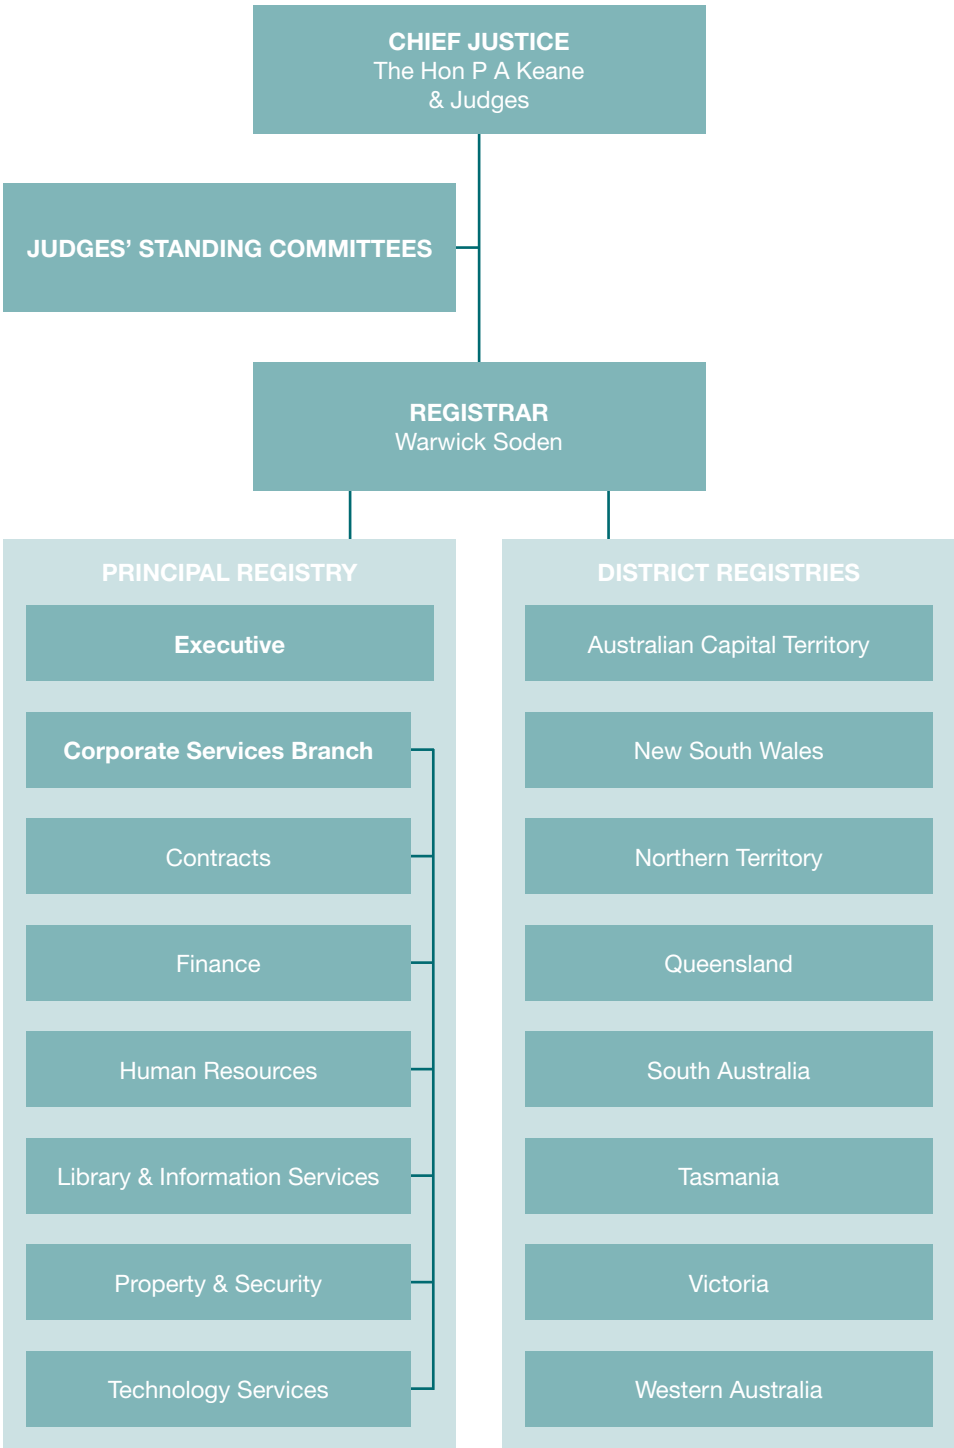 CHIEF JUSTICE
The Hon P A Keane
& Judges
JUDGES’ STANDING COMMITTEES
REGISTRAR
Warwick Soden
PRINCIPAL REGISTRY
Executive
Corporate Services Branch
Contracts
Finance
Human Resources
Library & Information Services
Property & Security
Technology Services
DISTRICT REGISTRIES
Australian Capital Territory
New South Wales
Northern Territory
Queensland
South Australia
Tasmania
Victoria
Western Australia